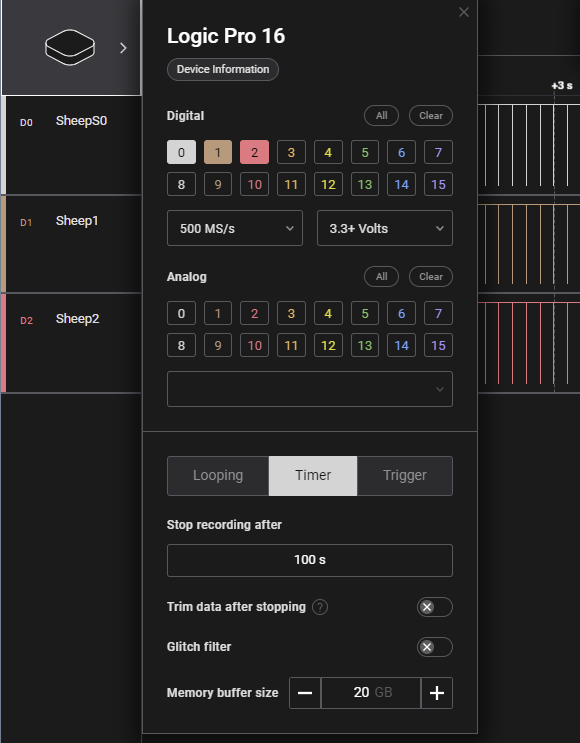 Logic Pro 16
Device Information
+3 s
Digital All Clear
D0 SheepS0
0 1 2 3 4 5 6 7
8 9 10 11 12 13 14 15
D1 Sheep1
500 MS/s 3.3+ Volts
Analog All Clear
0 1 2 3 4 5 6 7
D2 Sheep2
8 9 10 11 12 13 14 15
Looping Timer Trigger
Stop recording after
100 s
Trim data after stopping ?
Glitch filter
Memory buffer size 20 GB